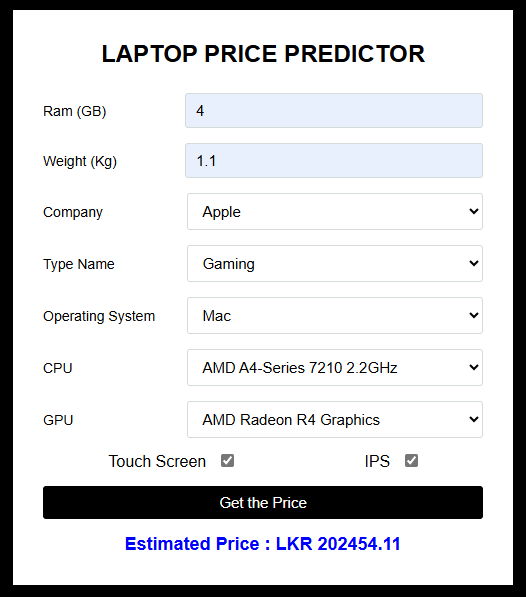 LAPTOP PRICE PREDICTOR
Ram (GB) 4
Weight (Kg) 1.1
Company Apple
Type Name Gaming
Operating System Mac
CPU AMD A4-Series 7210 2.2GHz
GPU AMD Radeon R4 Graphics
Touch Screen IPS
Get the Price
Estimated Price : LKR 202454.11